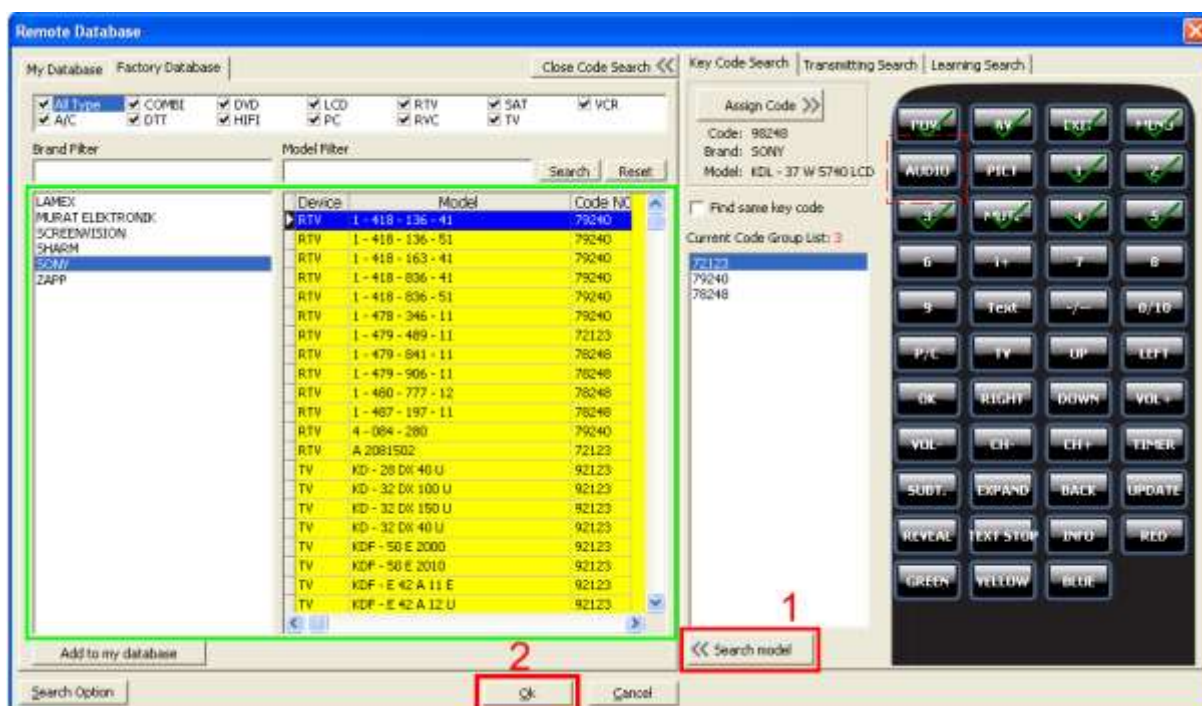 Remote Database
My Database Factory Database Close Code Search <<
Key Code Search Transmitting Search Learning Search
All Type COMBI DVD LCD RTV SAT VCR
A/C DTT HIFI PC RVC TV
Brand Filter Model Filter
Search Reset
Assign Code >>
Code: 98248
Brand: SONY
Model: KDL - 37 W 5740 LCD
Find same key code
Current Code Group List: 3
72123
79240
78248
<< Search model
1
LAMEX
MURAT ELEKTRONIK
SCREENVISION
SHARM
SONY
ZAPP
Device Model Code NO
RTV 1 - 418 - 136 - 41 79240
RTV 1 - 418 - 136 - 51 79240
RTV 1 - 418 - 163 - 41 79240
RTV 1 - 418 - 836 - 41 79240
RTV 1 - 418 - 836 - 51 79240
RTV 1 - 478 - 346 - 11 79240
RTV 1 - 479 - 489 - 11 72123
RTV 1 - 479 - 841 - 11 78248
RTV 1 - 479 - 906 - 11 78248
RTV 1 - 480 - 777 - 12 78248
RTV 1 - 487 - 197 - 11 78248
RTV 4 - 084 - 280 79240
RTV A 2081502 72123
TV KD - 28 DX 40 U 92123
TV KD - 32 DX 100 U 92123
TV KD - 32 DX 150 U 92123
TV KD - 32 DX 40 U 92123
TV KDF - 50 E 2000 92123
TV KDF - 50 E 2010 92123
TV KDF - E 42 A 11 E 92123
TV KDF - E 42 A 12 U 92123
POW. AV EXIT MENU
AUDIO PICT 1 2
3 MUTE 4 5
6 i+ 7 8
9 Text -/-- 0/10
P/C TV UP LEFT
OK RIGHT DOWN VOL+
VOL- CH- CH+ TIMER
SUBT. EXPAND BACK UPDATE
REVEAL TEXT STOP INFO RED
GREEN YELLOW BLUE
Add to my database
2
Search Option Ok Cancel